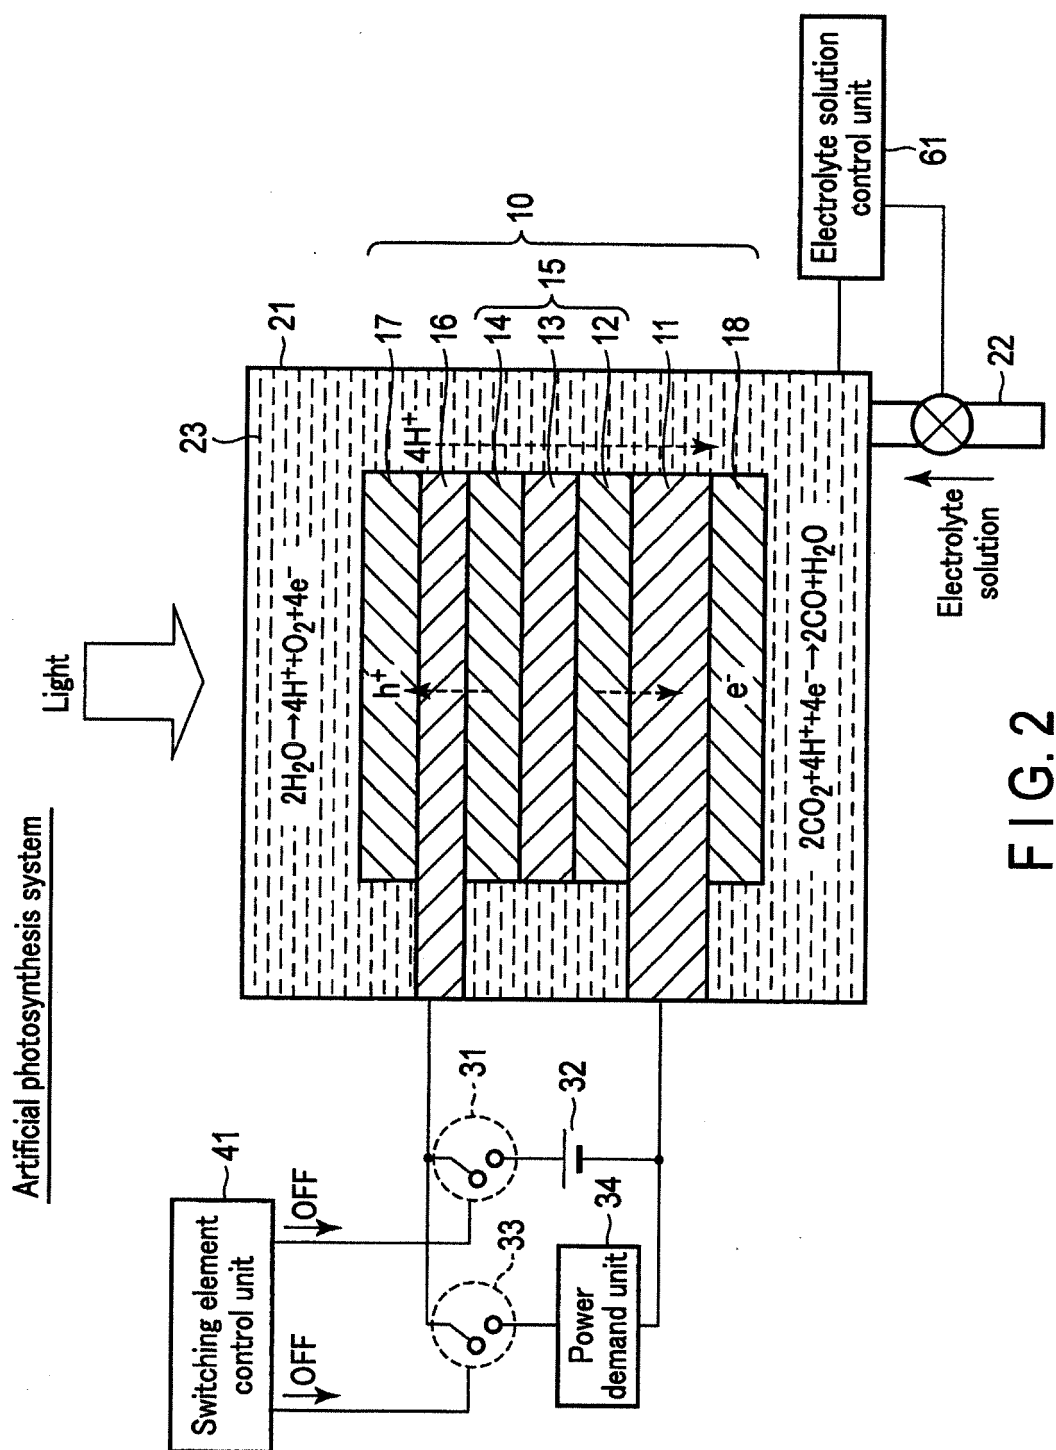 Artificial photosynthesis system
Light
Switching element
control unit
41
OFF
OFF
33
31
Power
demand unit
34
32
23
21
2H₂O→4H⁺+O₂+4e⁻
4H⁺
h⁺
e⁻
2CO₂+4H⁺+4e⁻→2CO+H₂O
17
16
14
13
12
11
18
15
10
Electrolyte
solution
22
Electrolyte solution
control unit
61
FIG. 2